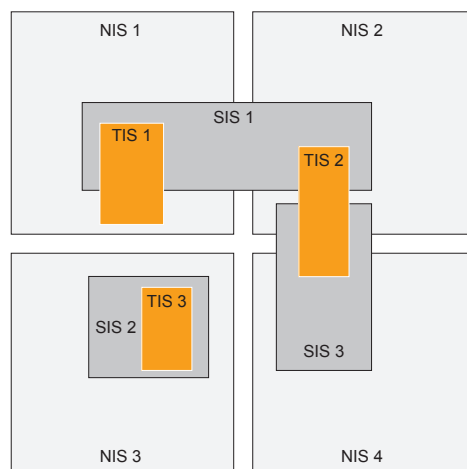 NIS 1
NIS 2
SIS 1
TIS 1
TIS 2
TIS 3
SIS 2
SIS 3
NIS 3
NIS 4